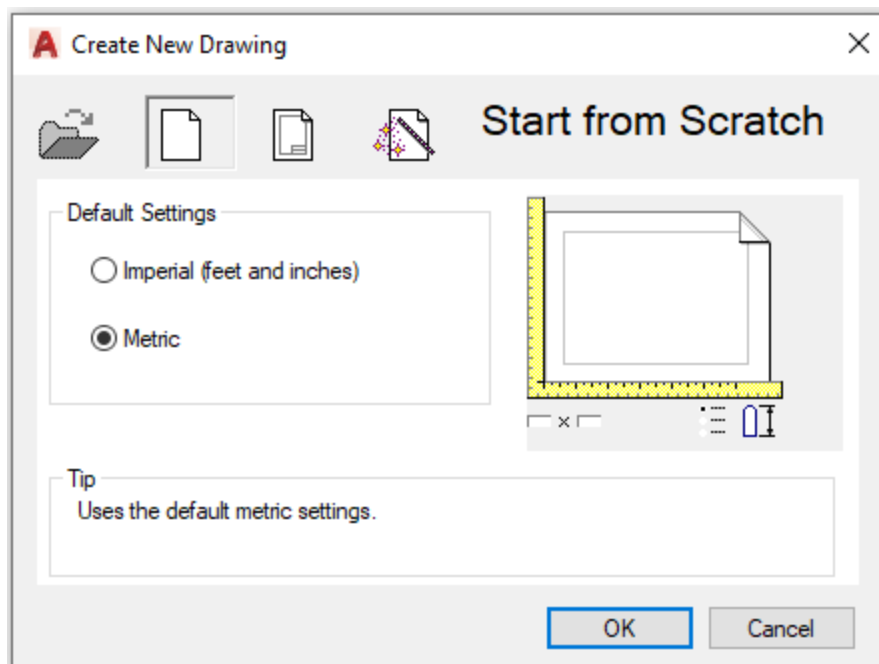 Create New Drawing
Start from Scratch
Default Settings
Imperial (feet and inches)
Metric
Tip
Uses the default metric settings.
OK
Cancel